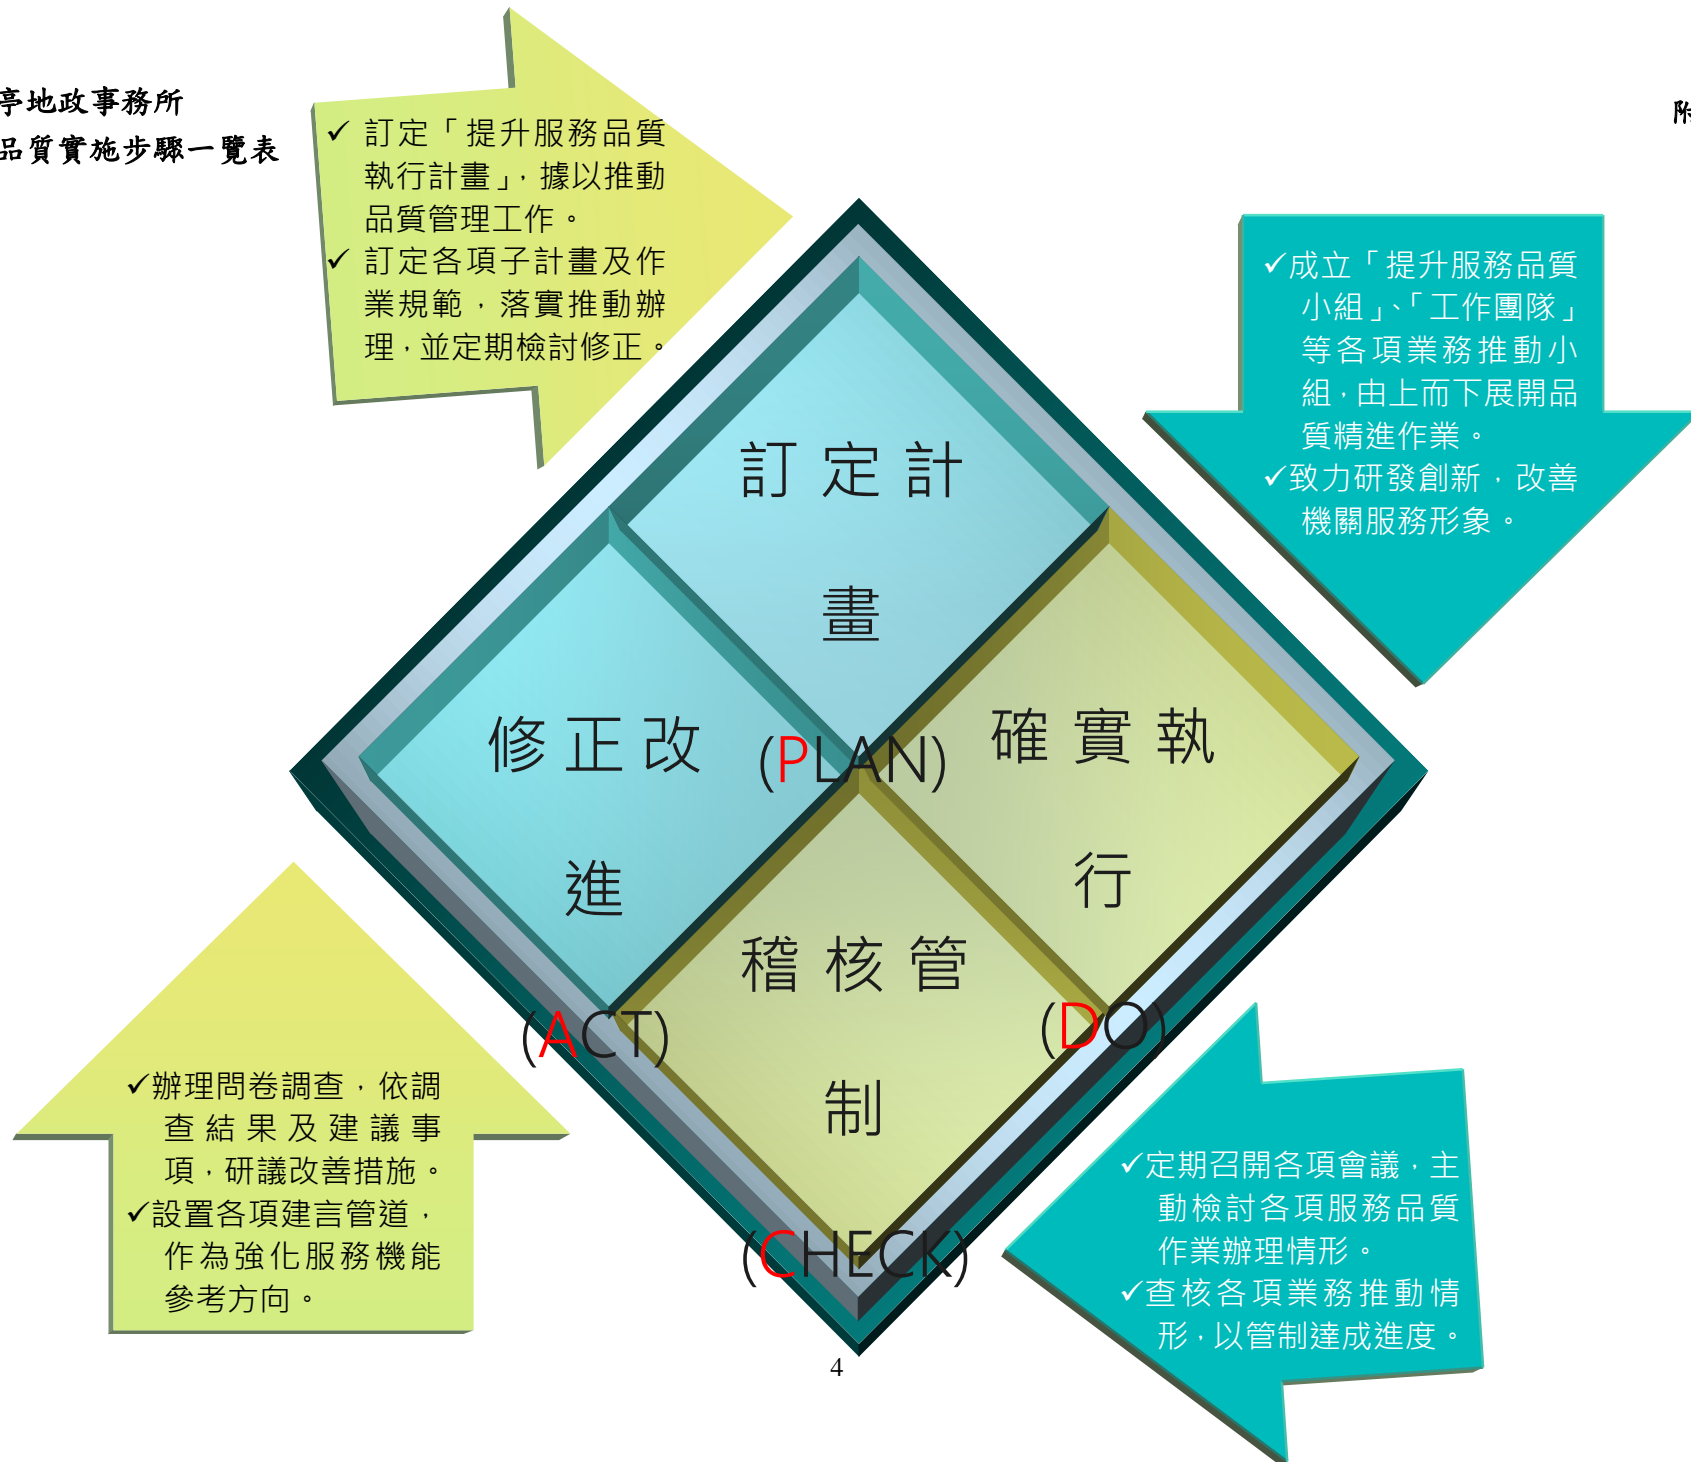 亭地政事務所
品質實施步驟一覽表
附
✓ 訂定「提升服務品質
執行計畫」，據以推動
品質管理工作。
✓ 訂定各項子計畫及作
業規範，落實推動辦
理，並定期檢討修正。
✓成立「提升服務品質
小組」、「工作團隊」
等各項業務推動小
組，由上而下展開品
質精進作業。
✓致力研發創新，改善
機關服務形象。
訂定計
畫
(PLAN)
確實執
行
(DO)
修正改
進
(ACT)
稽核管
制
(CHECK)
✓辦理問卷調查，依調
查結果及建議事
項，研議改善措施。
✓設置各項建言管道，
作為強化服務機能
參考方向。
✓定期召開各項會議，主
動檢討各項服務品質
作業辦理情形。
✓查核各項業務推動情
形，以管制達成進度。
4